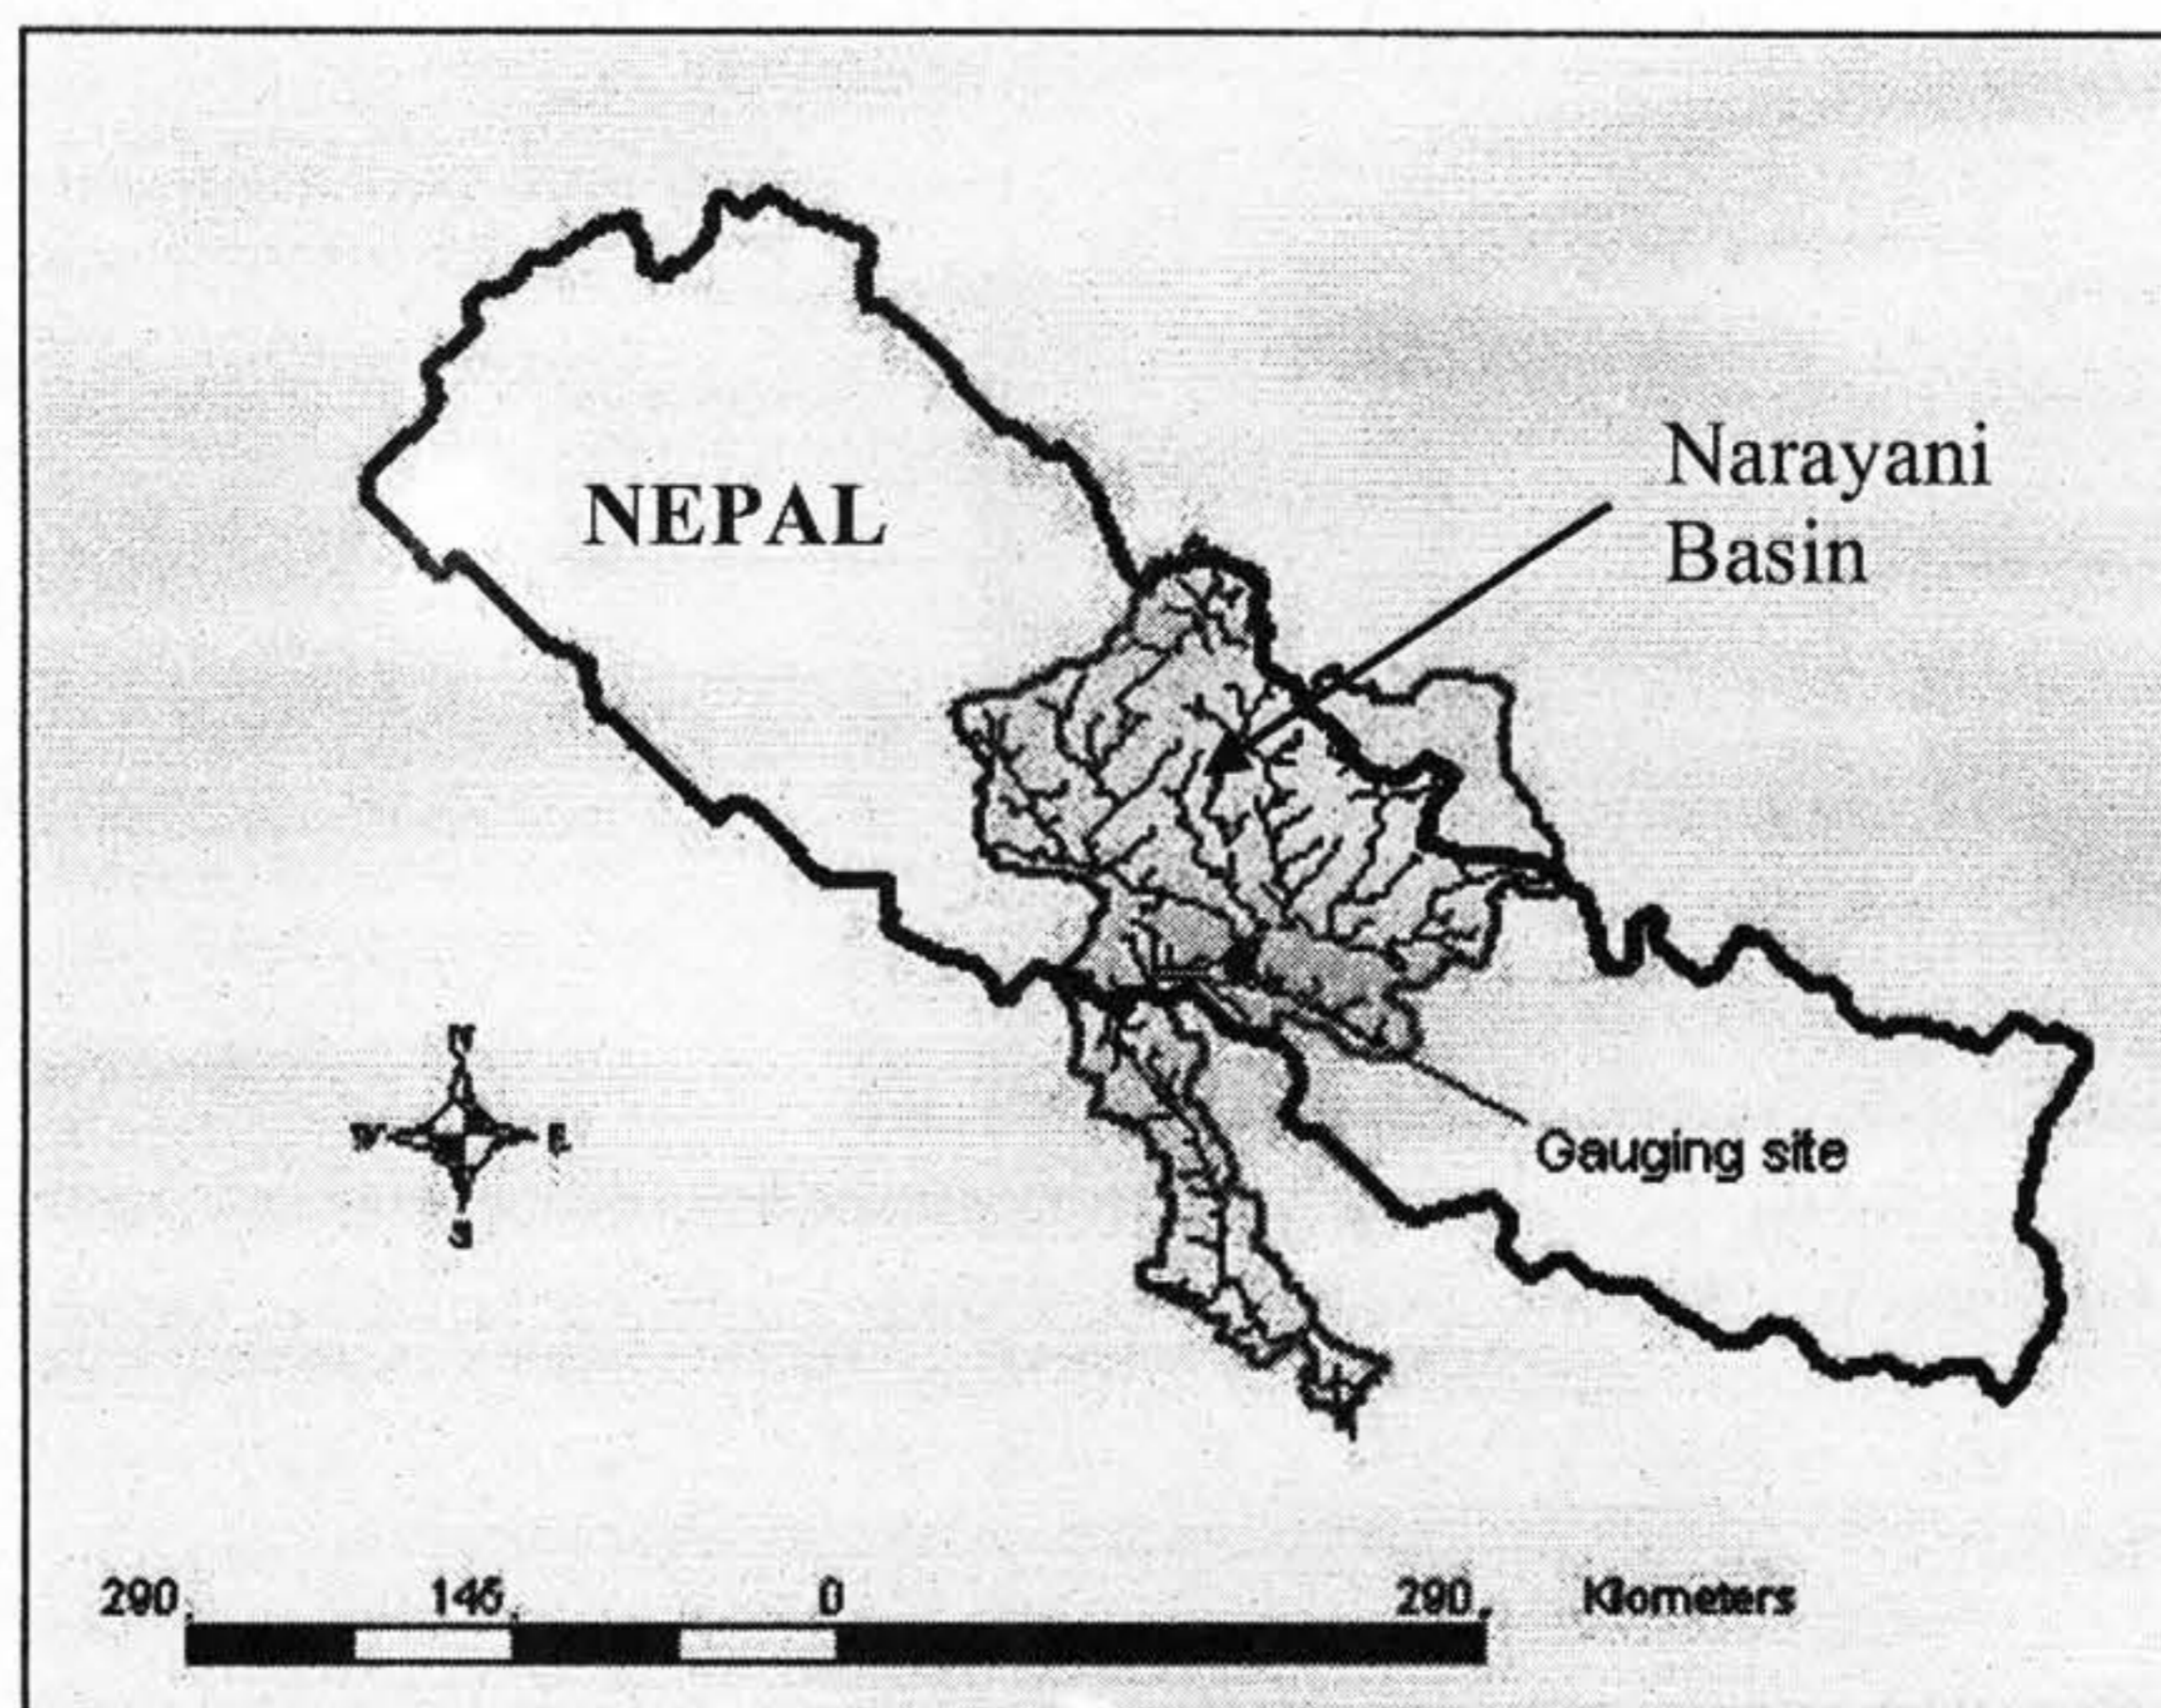 NEPAL
Narayani
Basin
N
W E
S
Gauging site
290 145 0 290 Kilometers